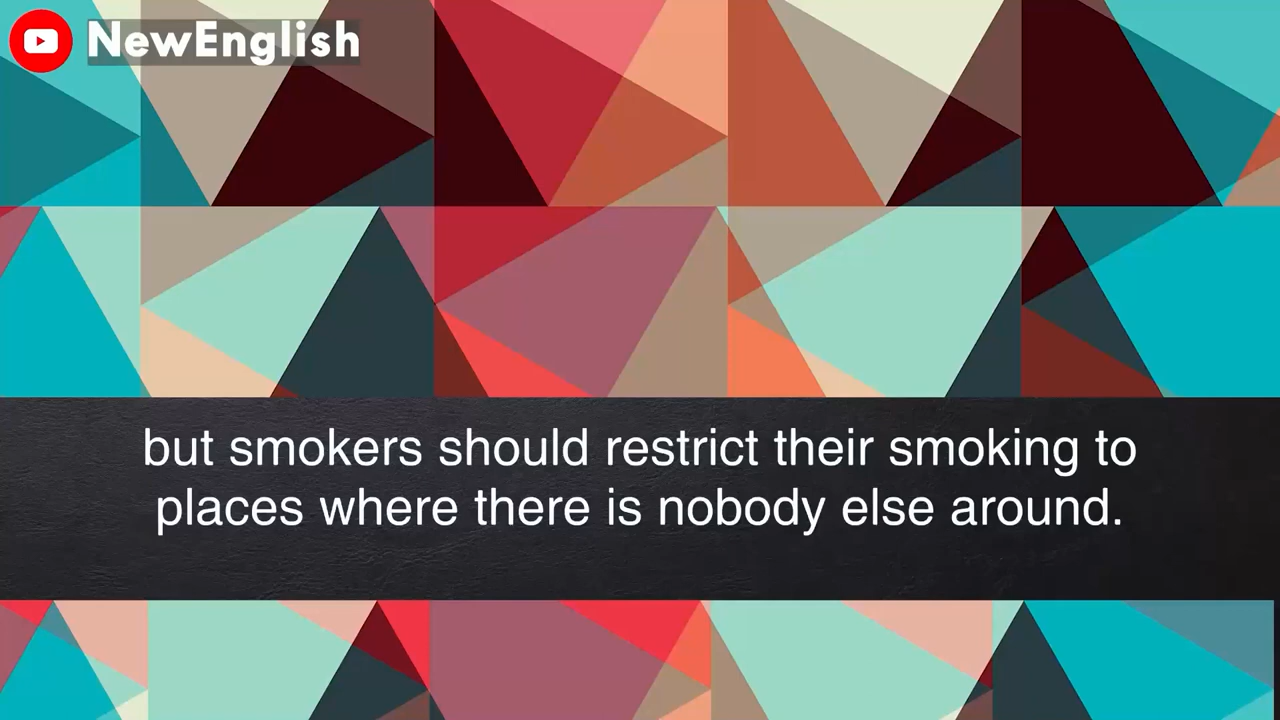 NewEnglish
but smokers should restrict their smoking to
places where there is nobody else around.